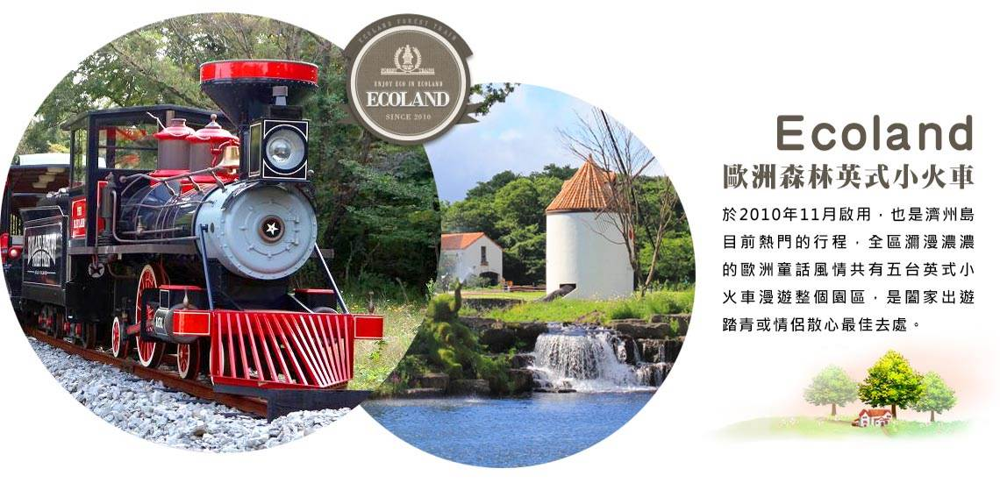 ECOLAND FOREST TRAIN
FOREST TRAINS
ENJOY ECO IN ECOLAND
ECOLAND
SINCE 2010
Ecoland
歐洲森林英式小火車
於2010年11月啟用，也是濟州島
目前熱門的行程，全區瀰漫濃濃
的歐洲童話風情共有五台英式小
火車漫遊整個園區，是闔家出遊
踏青或情侶散心最佳去處。